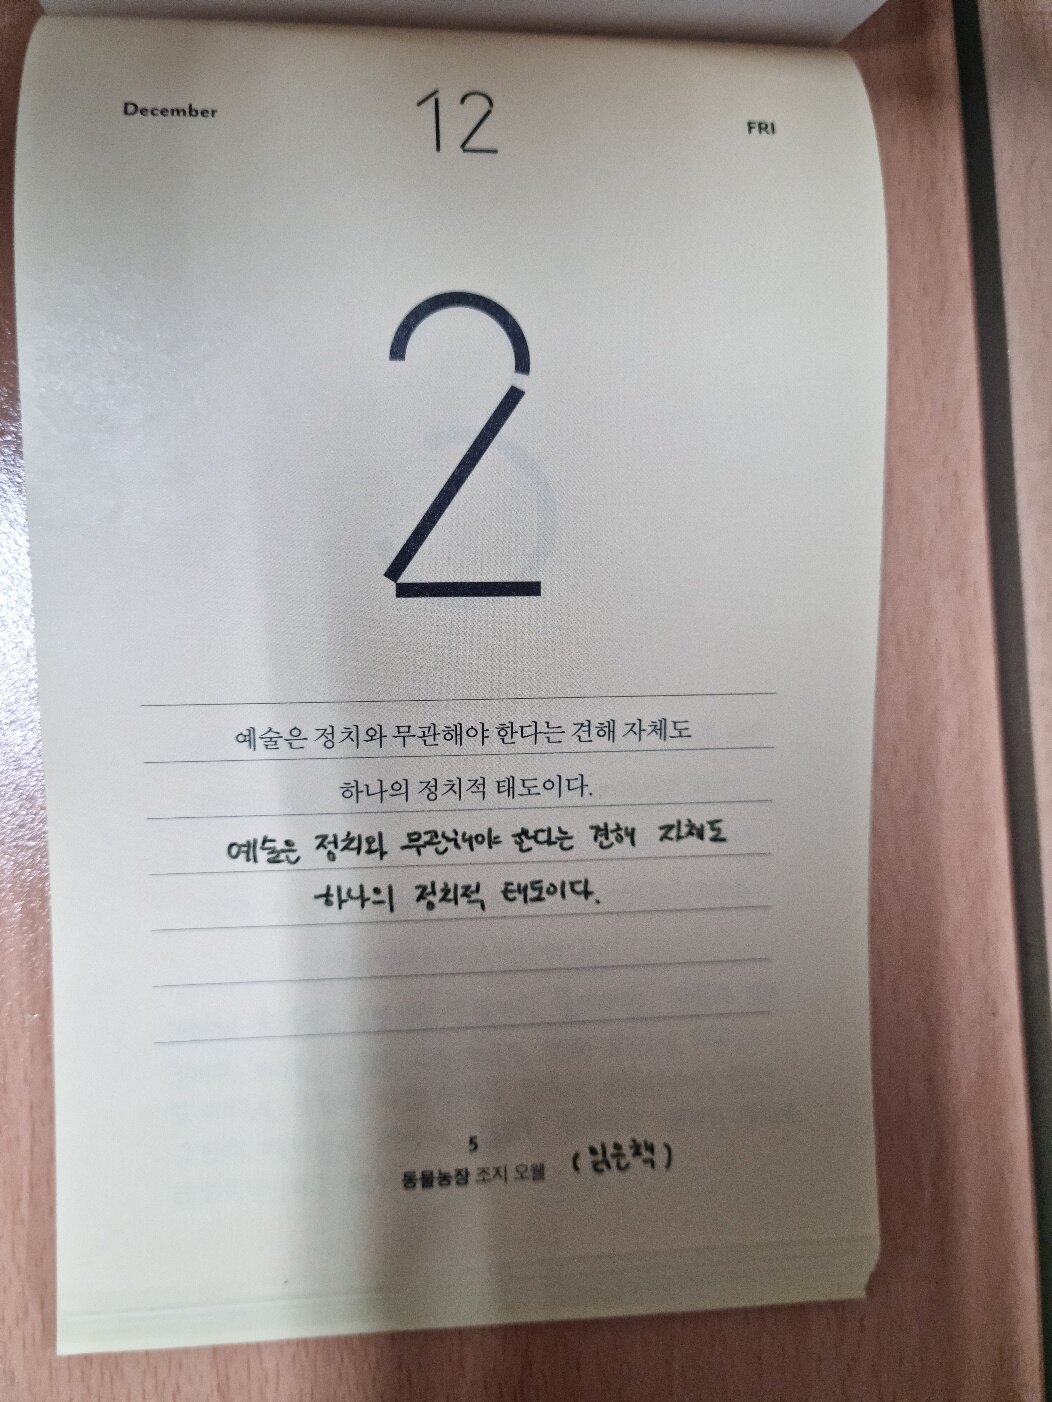 December 12 FRI
2
예술은 정치와 무관해야 한다는 견해 자체도
하나의 정치적 태도이다.
예술은 정치와 무관해야 한다는 견해 자체도
하나의 정치적 태도이다.
5
동물농장 조지 오웰 (읽은책)